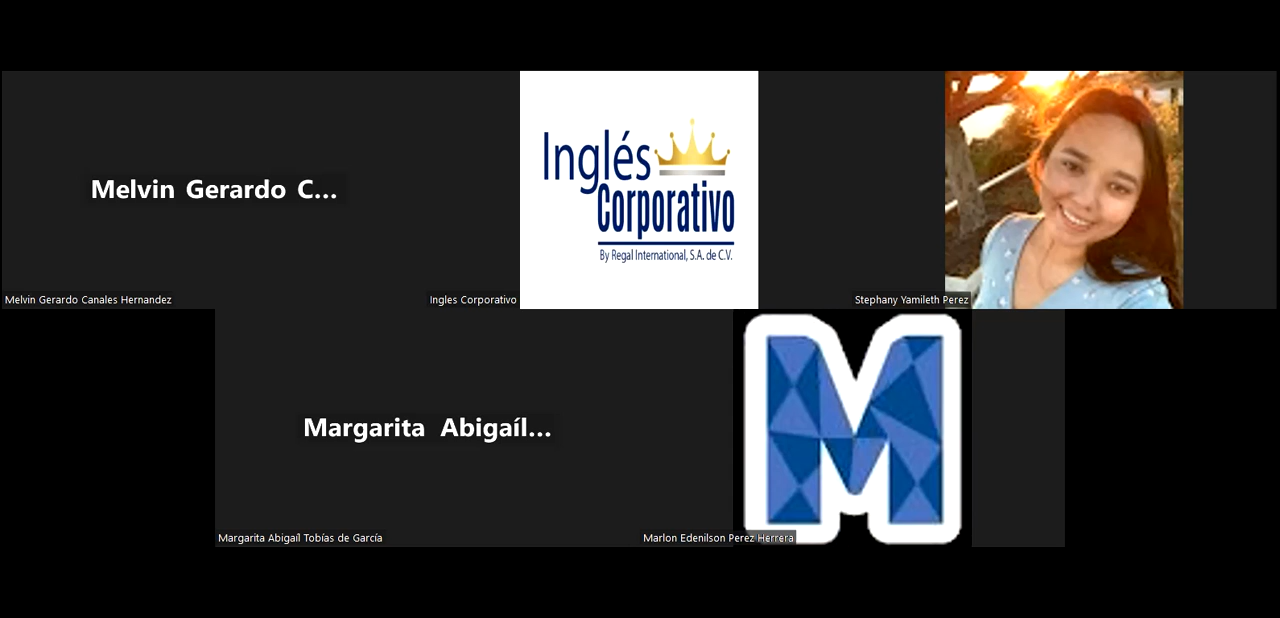 Melvin Gerardo C...
Inglés
Corporativo
By Regal International, S.A. de C.V.
Melvin Gerardo Canales Hernandez
Ingles Corporativo
Stephany Yamileth Perez
Margarita Abigaíl...
M
Margarita Abigaíl Tobías de García
Marlon Edenilson Perez Herrera